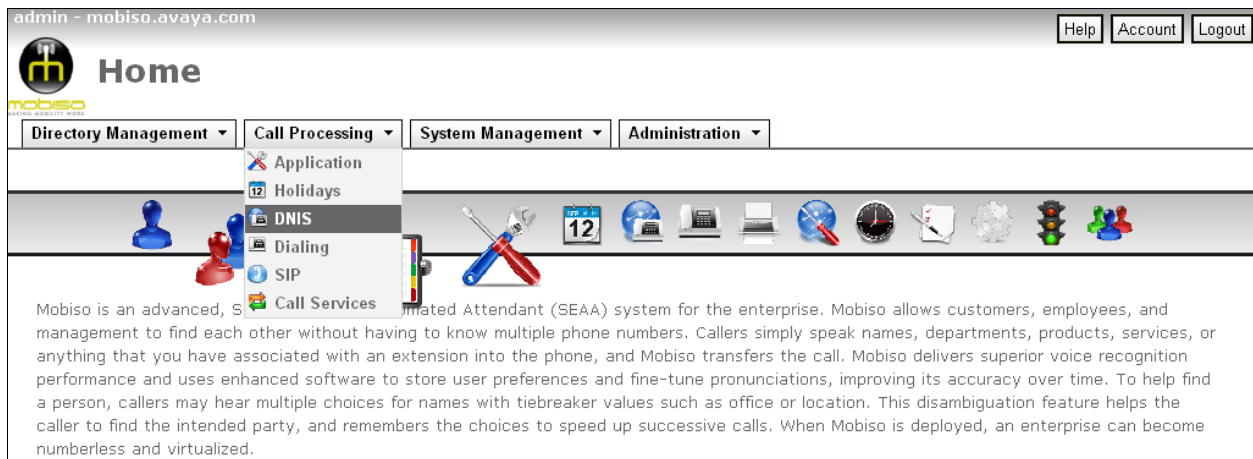 admin - mobiso.avaya.com
Help Account Logout
Home
mobiso
MAKING MOBILITY WORK
Directory Management Call Processing System Management Administration
Application
12 Holidays
DNIS
Dialing
SIP
Call Services
SEP
12
Mobiso is an advanced, S mated Attendant (SEAA) system for the enterprise. Mobiso allows customers, employees, and
management to find each other without having to know multiple phone numbers. Callers simply speak names, departments, products, services, or
anything that you have associated with an extension into the phone, and Mobiso transfers the call. Mobiso delivers superior voice recognition
performance and uses enhanced software to store user preferences and fine-tune pronunciations, improving its accuracy over time. To help find
a person, callers may hear multiple choices for names with tiebreaker values such as office or location. This disambiguation feature helps the
caller to find the intended party, and remembers the choices to speed up successive calls. When Mobiso is deployed, an enterprise can become
numberless and virtualized.